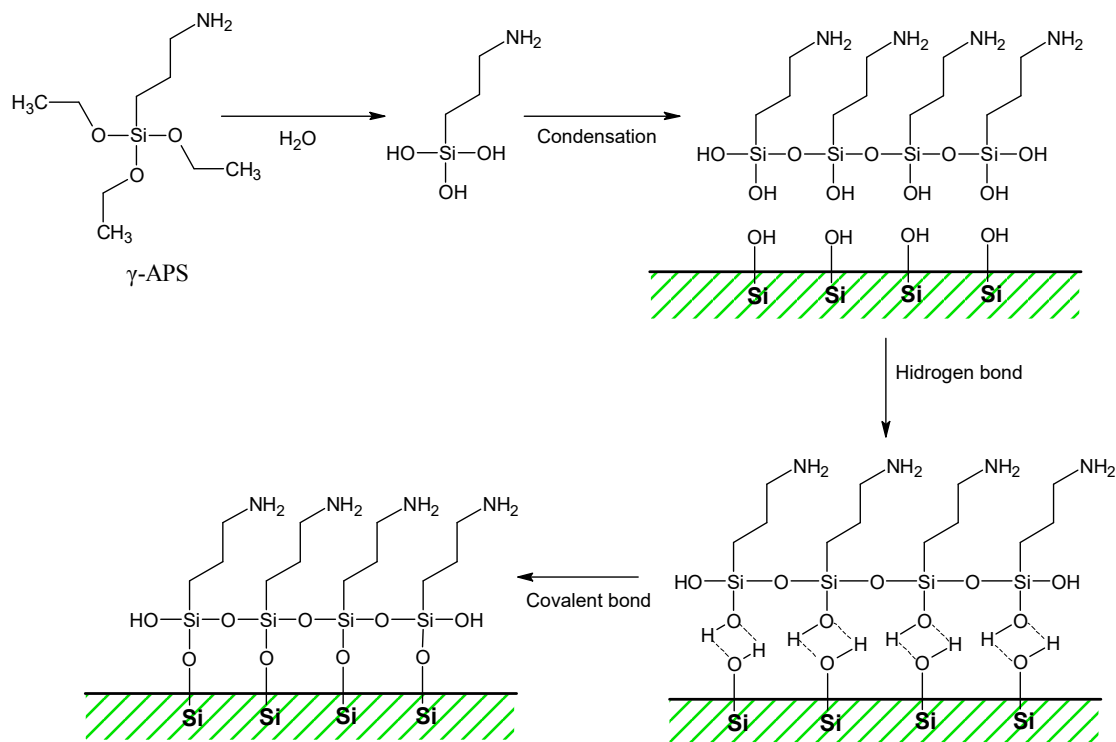 NH2
H3C
O Si O
CH3
O
CH3
γ-APS
H2O
NH2
HO Si OH
OH
Condensation
NH2 NH2 NH2 NH2
HO Si O Si O Si O Si OH
OH OH OH OH
OH OH OH OH
Si Si Si Si
Hidrogen bond
NH2 NH2 NH2 NH2
HO Si O Si O Si O Si OH
O O O O
H H H H H H H H
O O O O
Si Si Si Si
Covalent bond
NH2 NH2 NH2 NH2
HO Si O Si O Si O Si OH
O O O O
Si Si Si Si